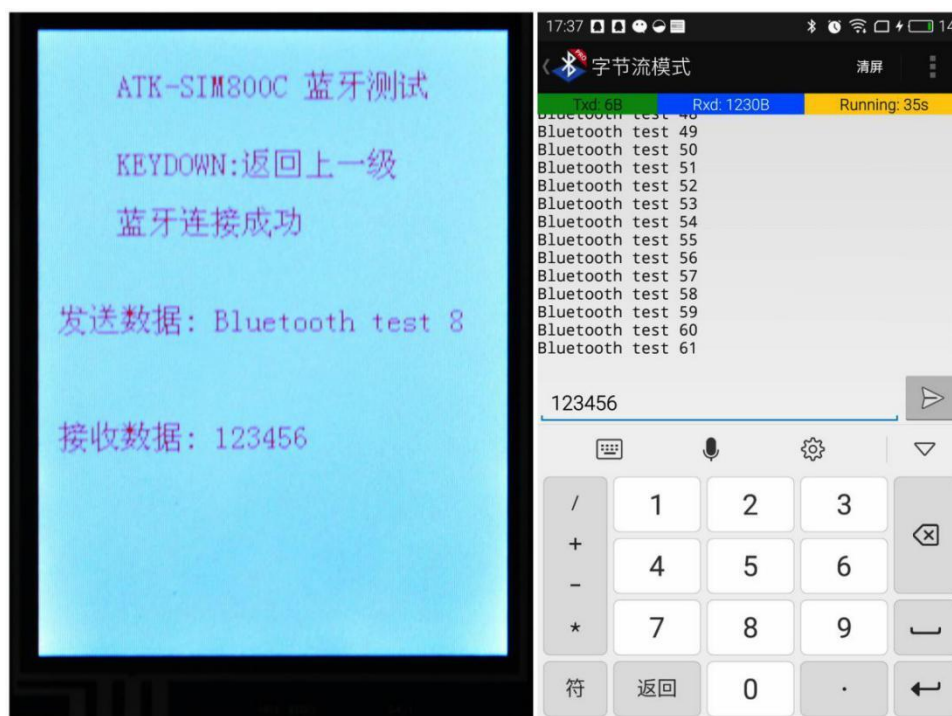 ATK-SIM800C 蓝牙测试
KEYDOWN:返回上一级
蓝牙连接成功
发送数据: Bluetooth test 8
接收数据: 123456
17:37
14
PRO
字节流模式
清屏
Txd: 6B
Rxd: 1230B
Running: 35s
Bluetooth test 48
Bluetooth test 49
Bluetooth test 50
Bluetooth test 51
Bluetooth test 52
Bluetooth test 53
Bluetooth test 54
Bluetooth test 55
Bluetooth test 56
Bluetooth test 57
Bluetooth test 58
Bluetooth test 59
Bluetooth test 60
Bluetooth test 61
123456
/ 1 2 3
+
- 4 5 6
* 7 8 9
符 返回 0 .